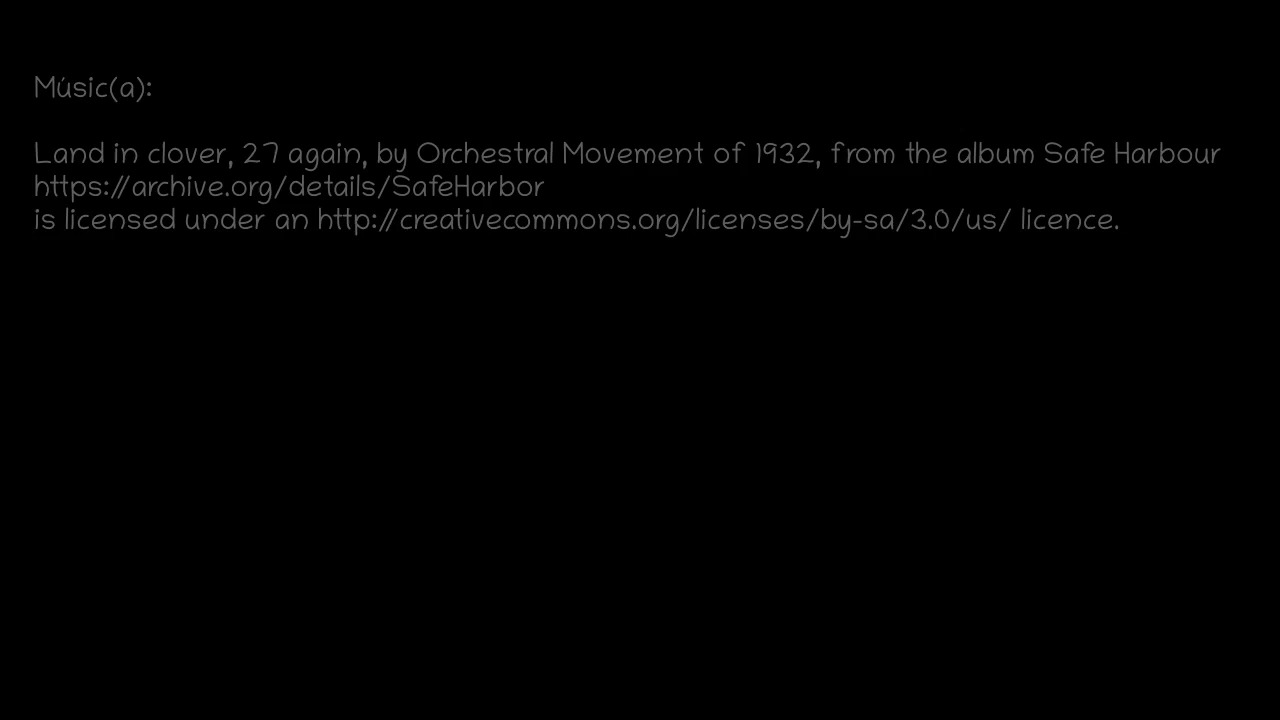 Músic(a):
Land in clover, 27 again, by Orchestral Movement of 1932, from the album Safe Harbour
https://archive.org/details/SafeHarbor
is licensed under an http://creativecommons.org/licenses/by-sa/3.0/us/ licence.